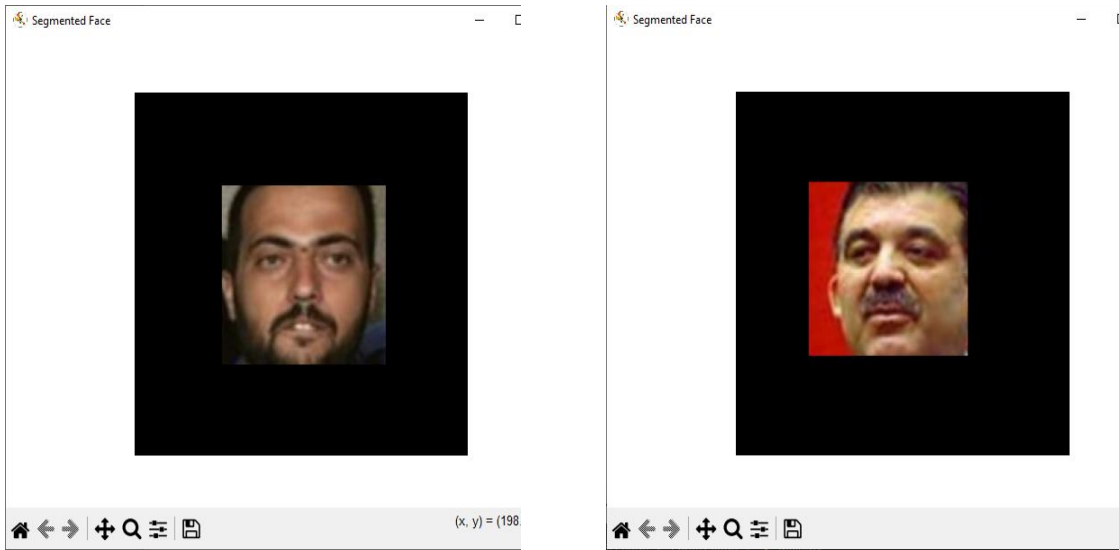 Segmented Face
Segmented Face
(x, y) = (198.